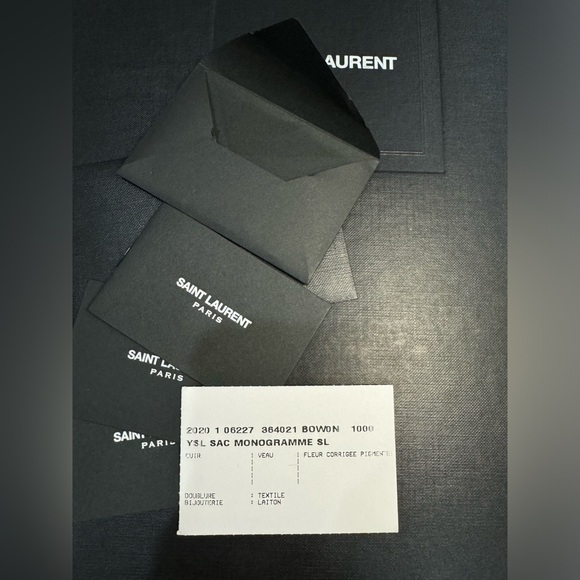 AURENT
SAINT LAURENT
PARIS
SAINT LA
PARIS
SAIN
PARI
2020 1 06227 364021 BOW0N 1000
YSL SAC MONOGRAMME SL
CUIR : VEAU : FLEUR CORRIGEE PIGMENTE
DOUBLURE : TEXTILE
BIJOUTERIE : LAITON